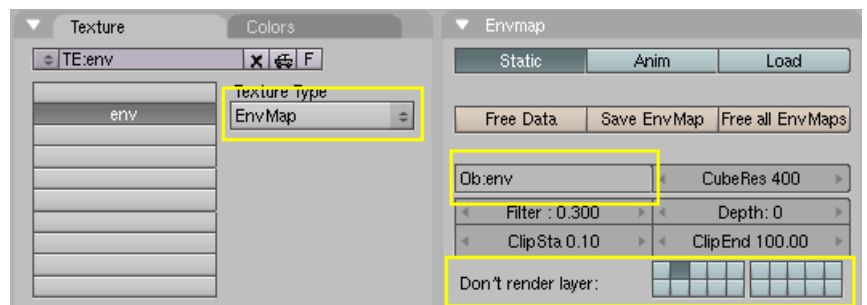 Texture Colors
TE:env F
Texture Type
env
EnvMap
Envmap
Static Anim Load
Free Data Save EnvMap Free all EnvMaps
Ob:env CubeRes 400
Filter : 0.300 Depth: 0
ClipSta 0.10 ClipEnd 100.00
Don't render layer: